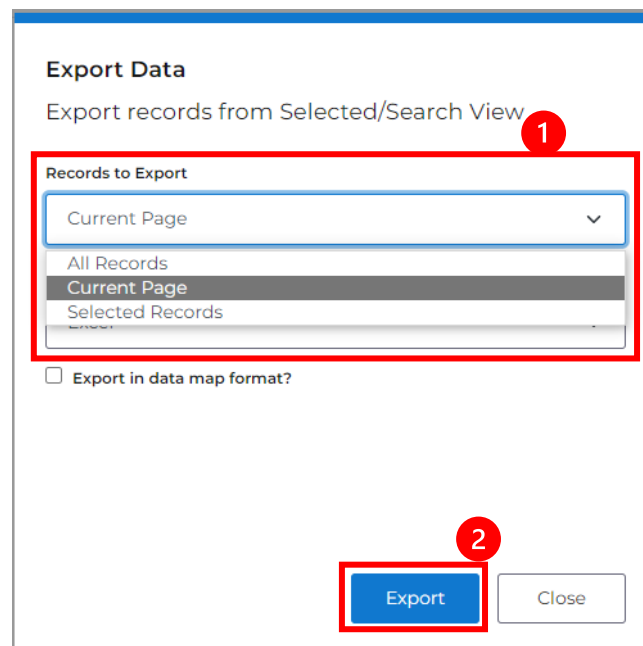 Export Data
Export records from Selected/Search View
1
Records to Export
Current Page
All Records
Current Page
Selected Records
Excel
Export in data map format?
2
Export
Close